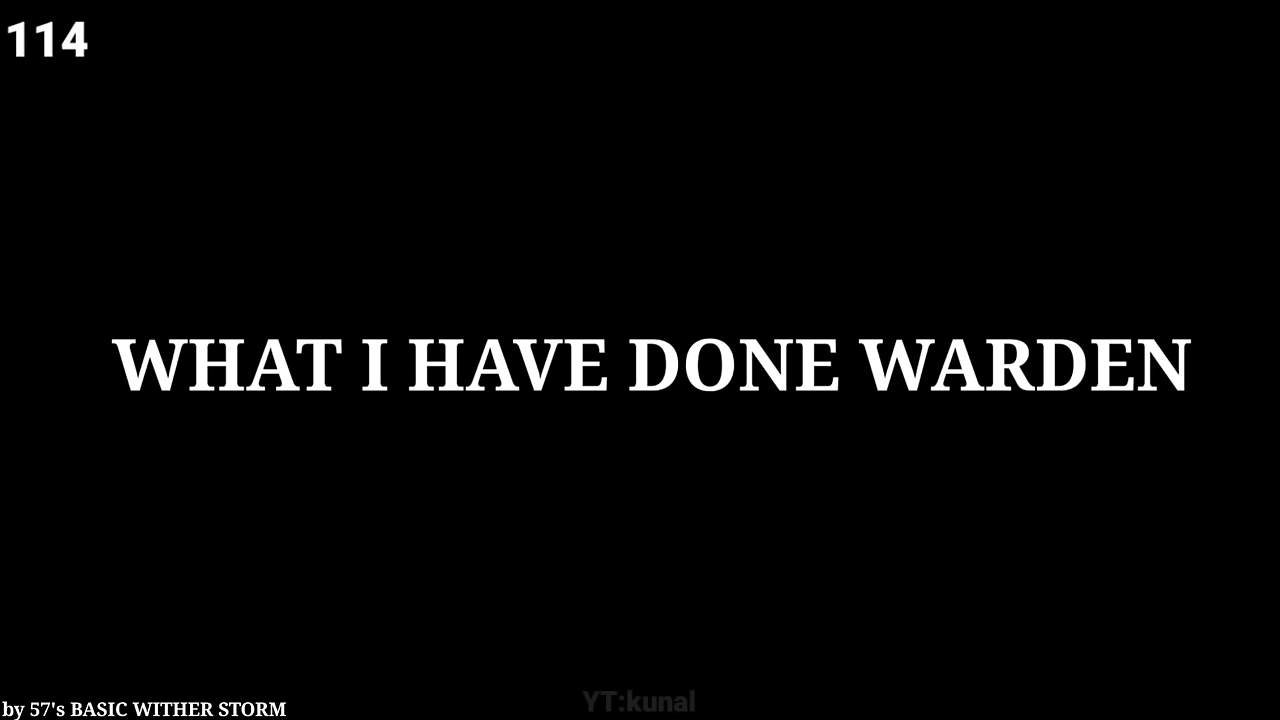 114
WHAT I HAVE DONE WARDEN
YT:kunal
by 57's BASIC WITHER STORM